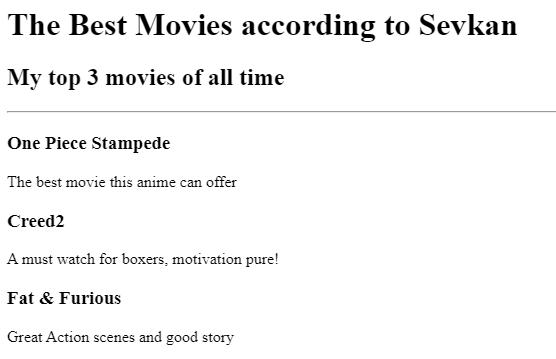 The Best Movies according to Sevkan
My top 3 movies of all time
One Piece Stampede
The best movie this anime can offer
Creed2
A must watch for boxers, motivation pure!
Fat & Furious
Great Action scenes and good story